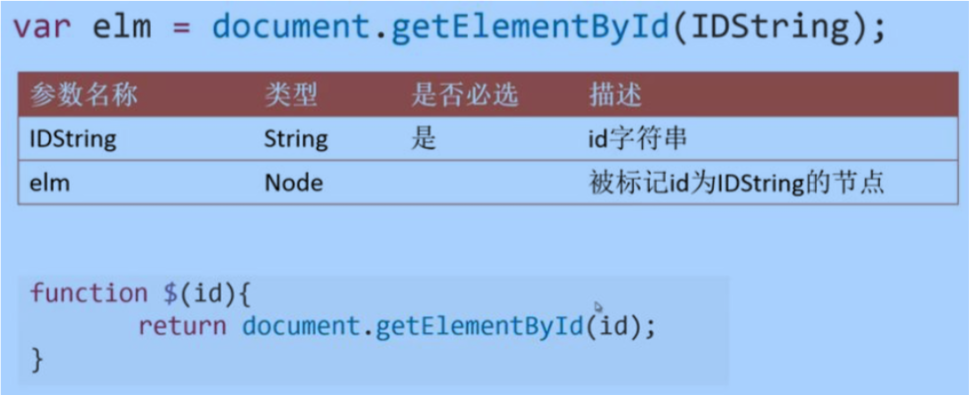 var elm = document.getElementById(IDString);
参数名称 类型 是否必选 描述
IDString String 是 id字符串
elm Node 被标记id为IDString的节点
function $(id){
return document.getElementById(id);
}